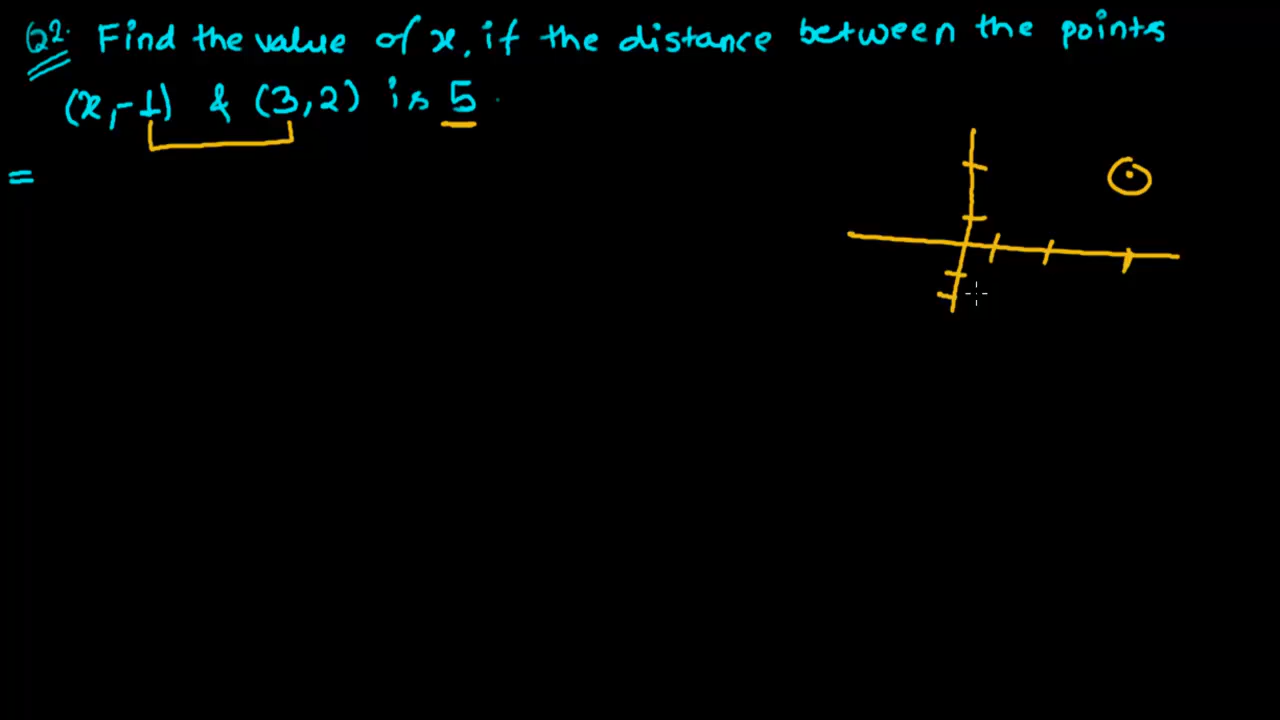 Q2. Find the value of x, if the distance between the points
(x,-1) & (3,2) is 5.
=